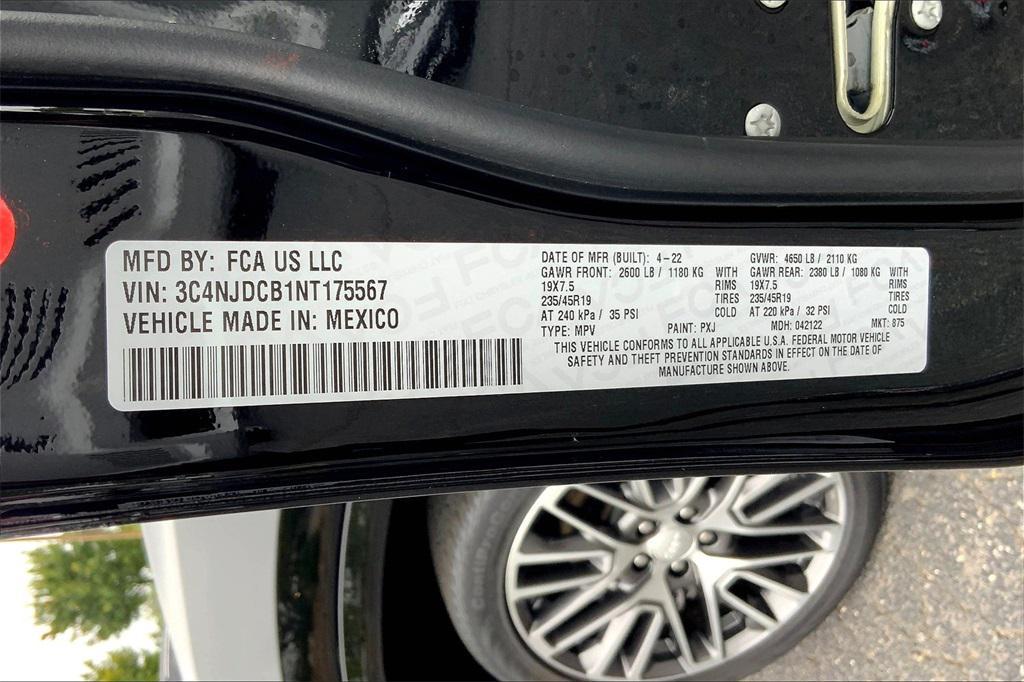 MFD BY: FCA US LLC
VIN: 3C4NJDCB1NT175567
VEHICLE MADE IN: MEXICO
DATE OF MFR (BUILT): 4-22 GVWR: 4650 LB / 2110 KG
GAWR FRONT: 2600 LB / 1180 KG WITH GAWR REAR: 2380 LB / 1080 KG WITH
19X7.5 RIMS 19X7.5 RIMS
235/45R19 TIRES 235/45R19 TIRES
AT 240 kPa / 35 PSI COLD AT 220 kPa / 32 PSI COLD
TYPE: MPV PAINT: PXJ MDH: 042122 MKT: 875
THIS VEHICLE CONFORMS TO ALL APPLICABLE U.S.A. FEDERAL MOTOR VEHICLE
SAFETY AND THEFT PREVENTION STANDARDS IN EFFECT ON THE DATE OF
MANUFACTURE SHOWN ABOVE.